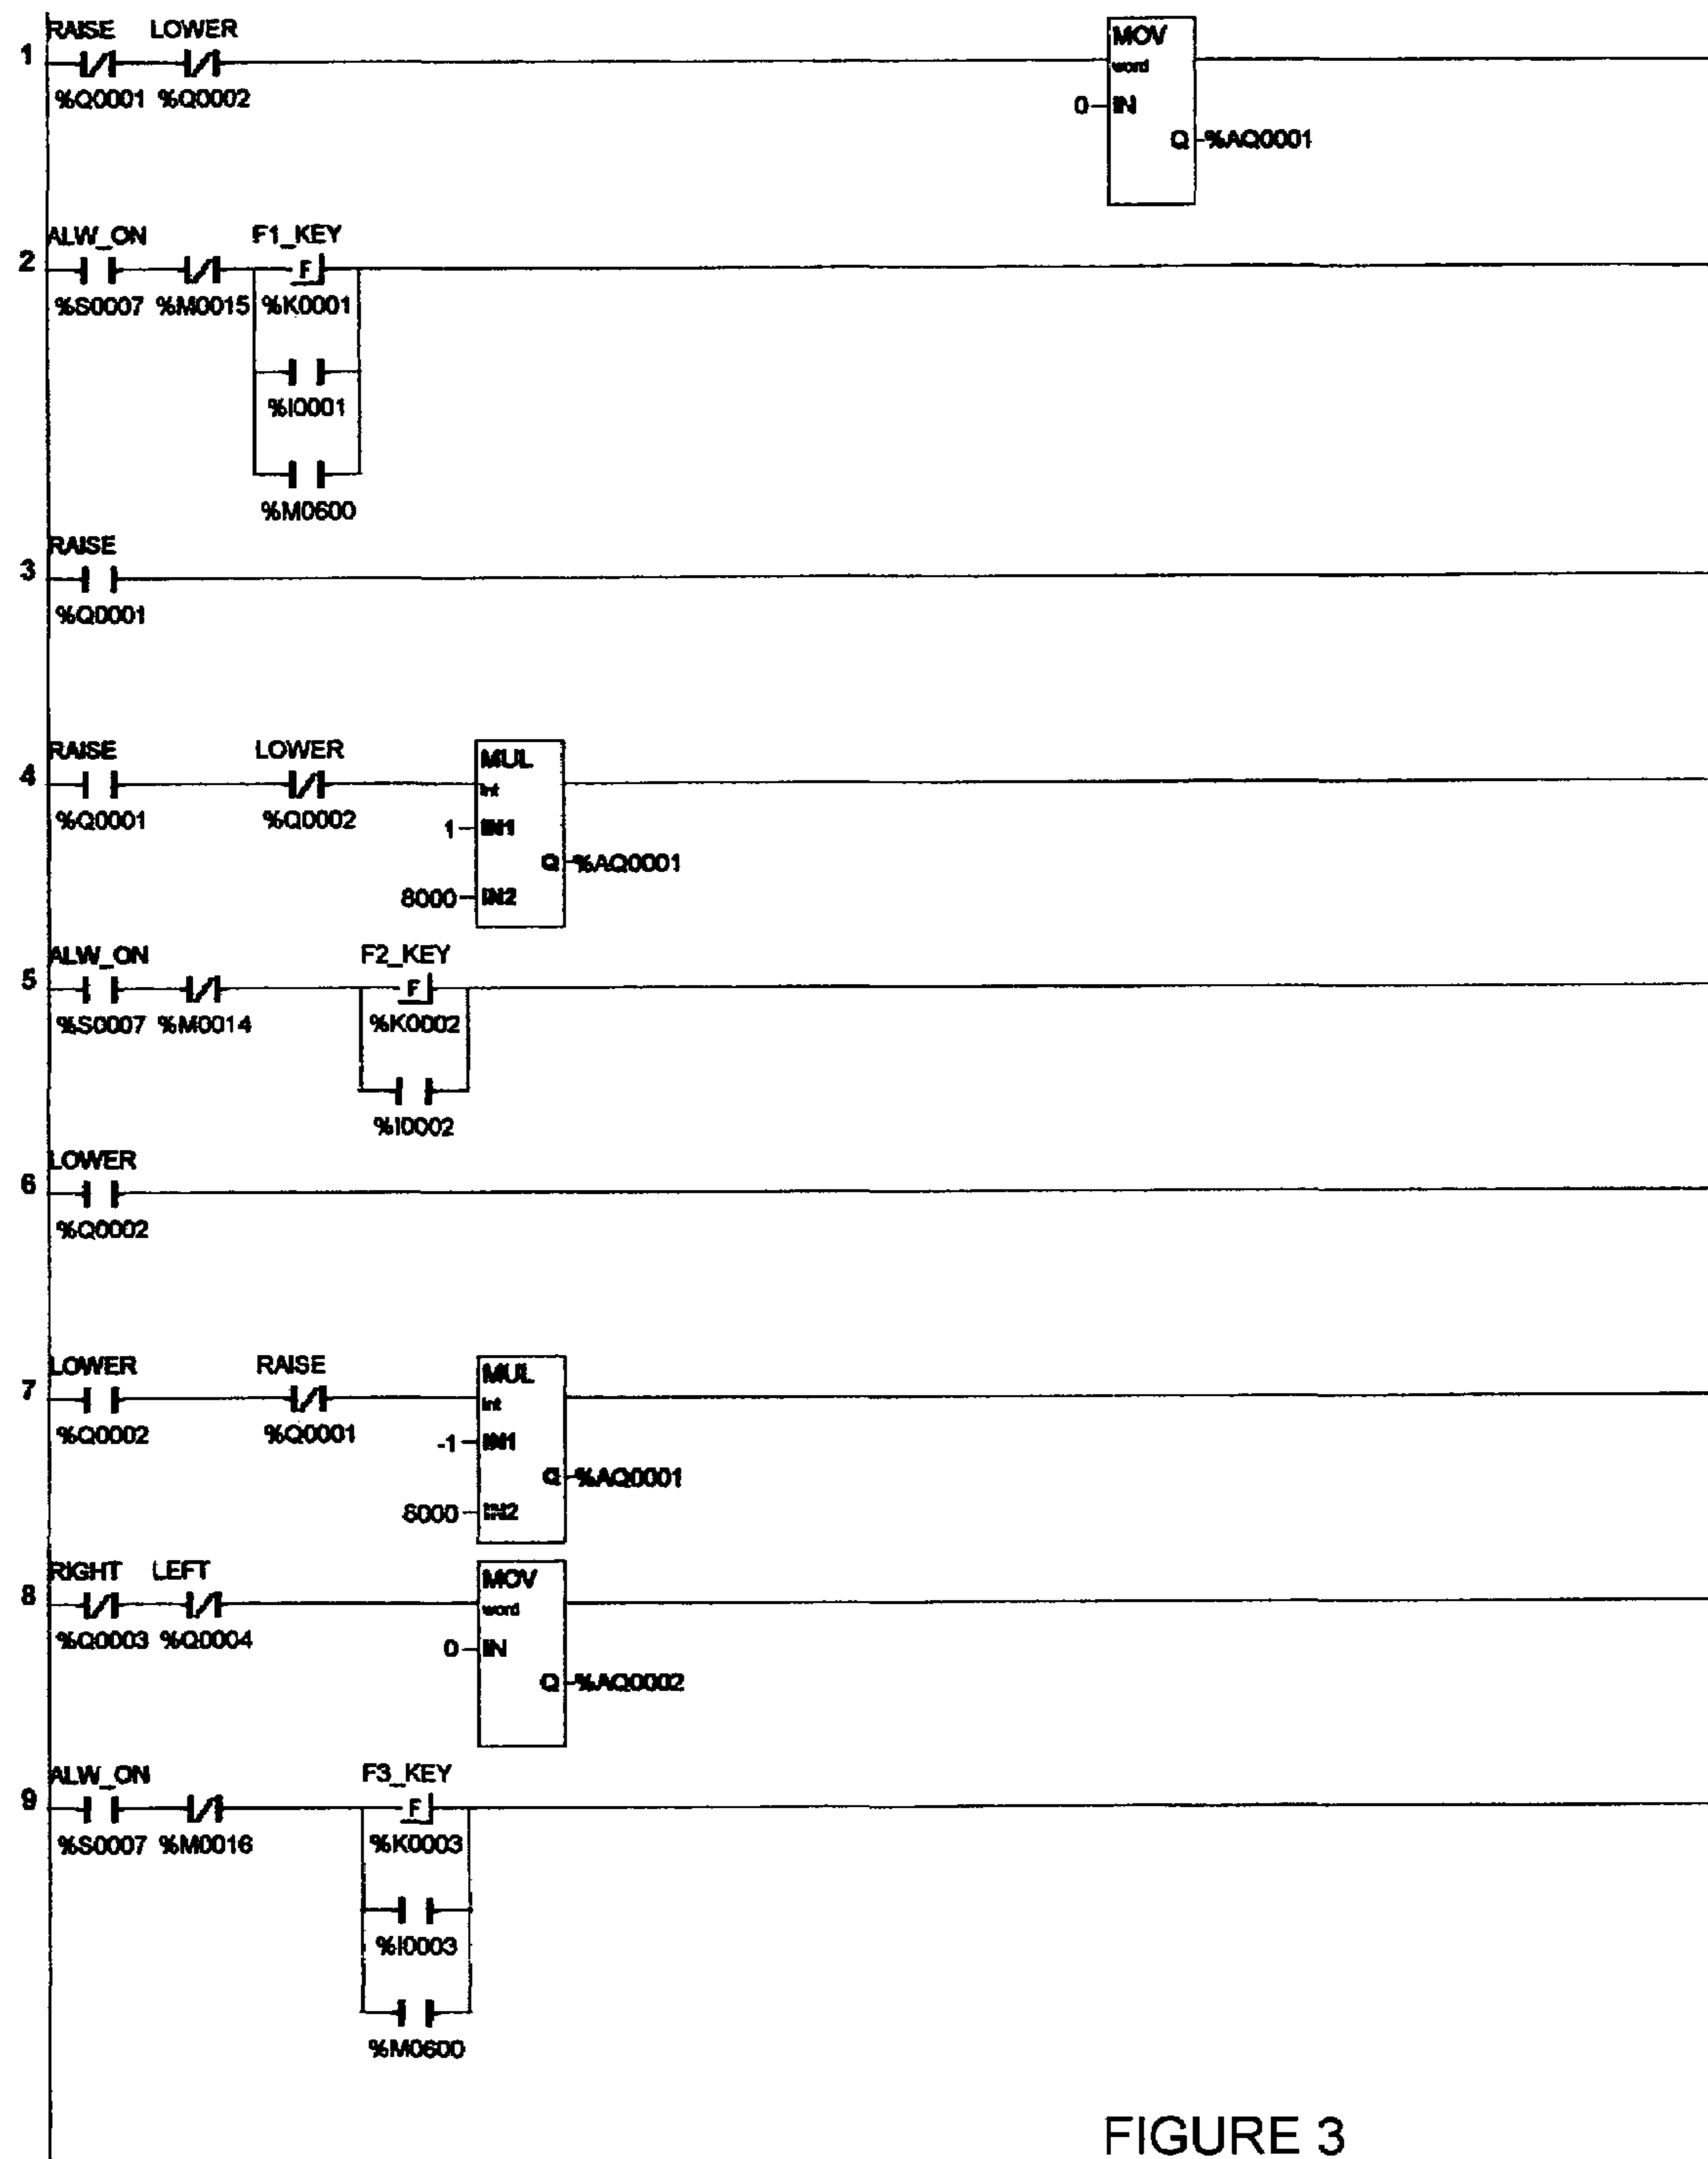 RAISE LOWER
1
%Q0001 %Q0002
MOV
word
0 IN
Q %AQ0001
ALW_ON F1_KEY
2 F
%S0007 %M0015 %K0001
%I0001
%M0600
RAISE
3
%Q0001
RAISE LOWER
4
%Q0001 %Q0002
MUL
int
1 IN1
Q %AQ0001
8000 IN2
ALW_ON F2_KEY
5 F
%S0007 %M0014 %K0002
%I0002
LOWER
6
%Q0002
LOWER RAISE
7
%Q0002 %Q0001
MUL
int
-1 IN1
Q %AQ0001
8000 IN2
RIGHT LEFT
8
%Q0003 %Q0004
MOV
word
0 IN
Q %AQ0002
ALW_ON F3_KEY
9 F
%S0007 %M0016 %K0003
%I0003
%M0600
FIGURE 3